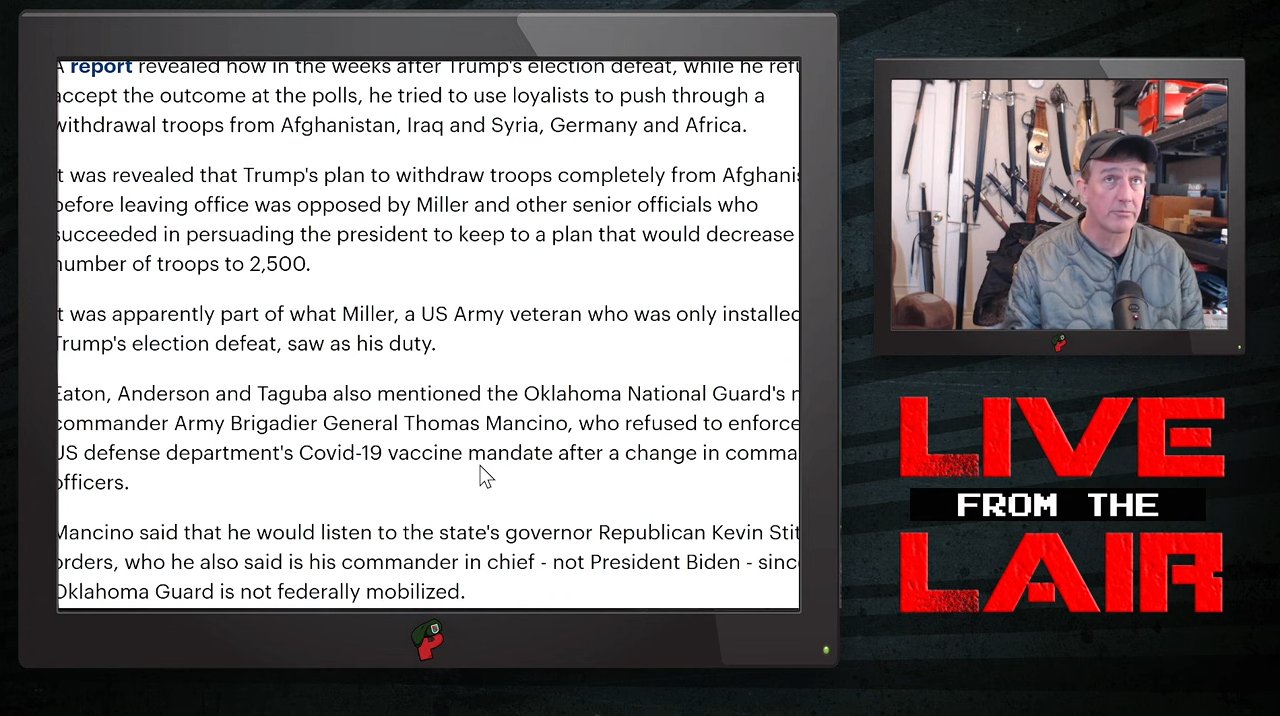 A report revealed how in the weeks after Trump's election defeat, while he refu
accept the outcome at the polls, he tried to use loyalists to push through a
withdrawal troops from Afghanistan, Iraq and Syria, Germany and Africa.
It was revealed that Trump's plan to withdraw troops completely from Afghanis
before leaving office was opposed by Miller and other senior officials who
succeeded in persuading the president to keep to a plan that would decrease
number of troops to 2,500.
It was apparently part of what Miller, a US Army veteran who was only installed
Trump's election defeat, saw as his duty.
Eaton, Anderson and Taguba also mentioned the Oklahoma National Guard's n
commander Army Brigadier General Thomas Mancino, who refused to enforce
US defense department's Covid-19 vaccine mandate after a change in comma
officers.
Mancino said that he would listen to the state's governor Republican Kevin Stit
orders, who he also said is his commander in chief - not President Biden - since
Oklahoma Guard is not federally mobilized.
LIVE
FROM THE
LAIR